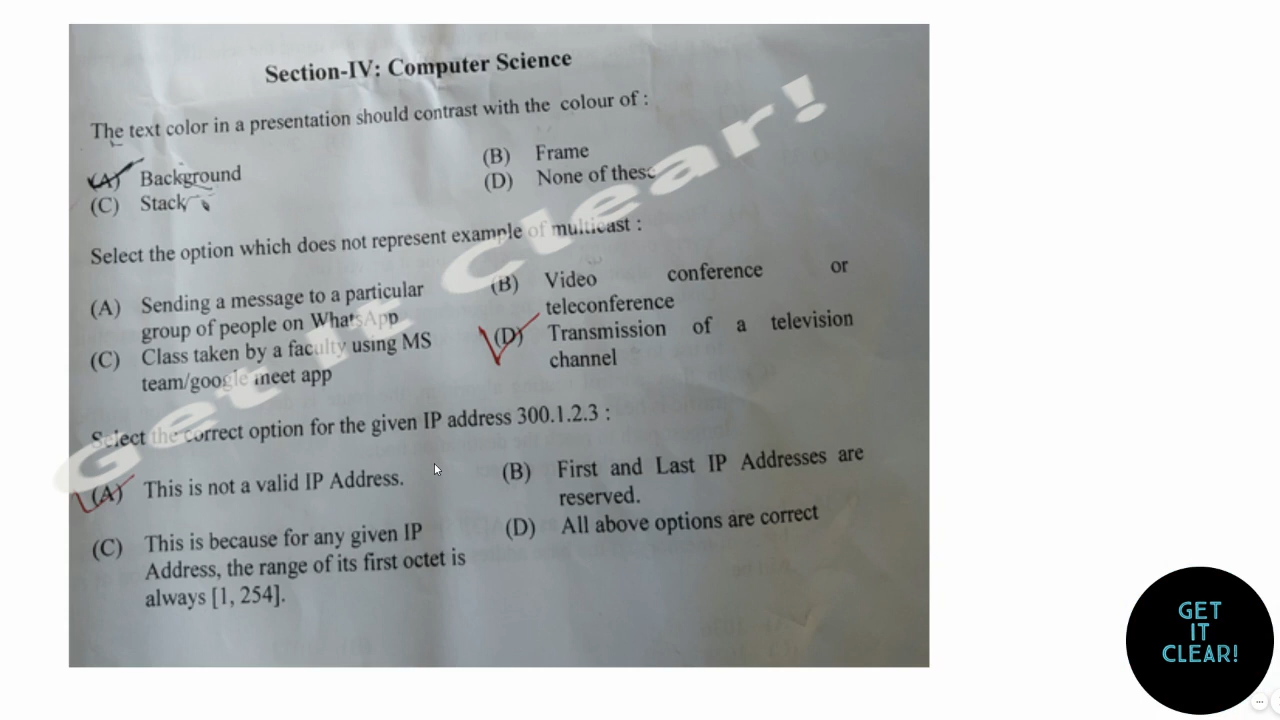 Section-IV: Computer Science
The text color in a presentation should contrast with the colour of :
(A) Background
(B) Frame
(C) Stack
(D) None of these
Select the option which does not represent example of multicast :
(A) Sending a message to a particular
group of people on WhatsApp
(B) Video conference or
teleconference
(C) Class taken by a faculty using MS
team/google meet app
(D) Transmission of a television
channel
Select the correct option for the given IP address 300.1.2.3 :
(A) This is not a valid IP Address.
(B) First and Last IP Addresses are
reserved.
(C) This is because for any given IP
Address, the range of its first octet is
always [1, 254].
(D) All above options are correct
Get It Clear!
GET
IT
CLEAR!